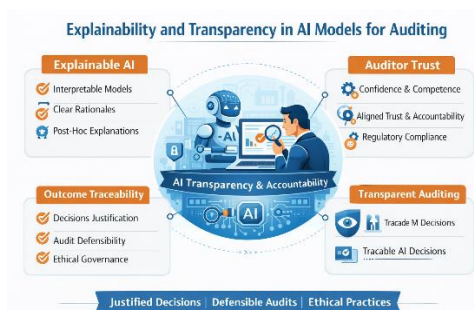 Explainability and Transparency in AI Models for Auditing
Explainable AI
Interpretable Models
Clear Rationales
Post-Hoc Explanations
Auditor Trust
Confidence & Competence
Aligned Trust & Accountability
Regulatory Compliance
AI
AI Transparency & Accountability
AI
Outcome Traceability
Decisions Justification
Audit Defensibility
Ethical Governance
Transparent Auditing
Tracade M Decisions
Tracable AI Decisions
Justified Decisions | Defensible Audits | Ethical Practices